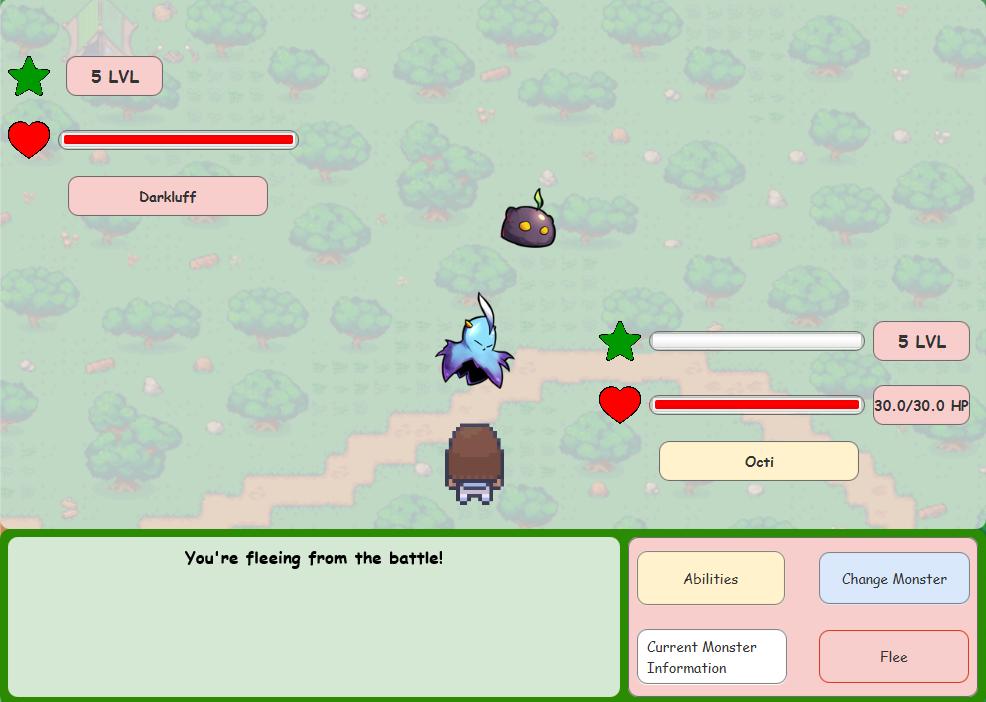 5 LVL
Darkluff
5 LVL
30.0/30.0 HP
Octi
You're fleeing from the battle!
Abilities
Change Monster
Current Monster
Information
Flee